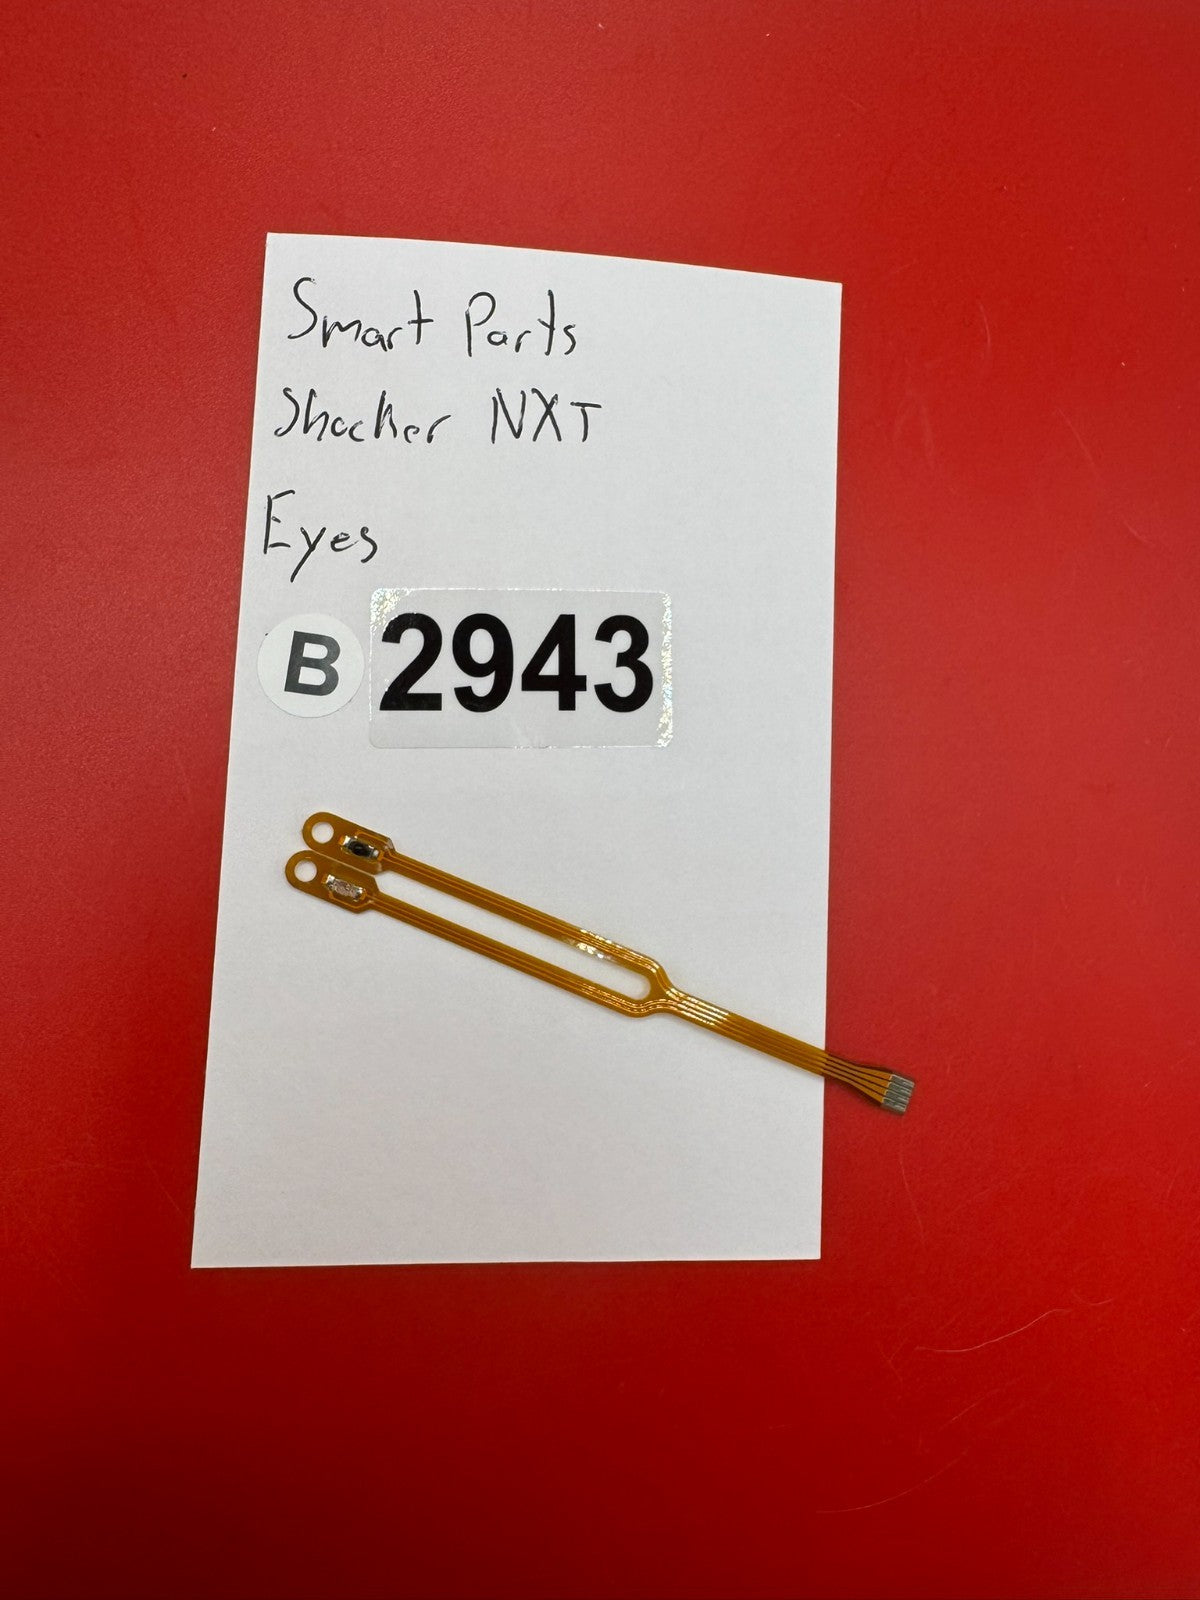 Smart Parts
Shocker NXT
Eyes
B 2943